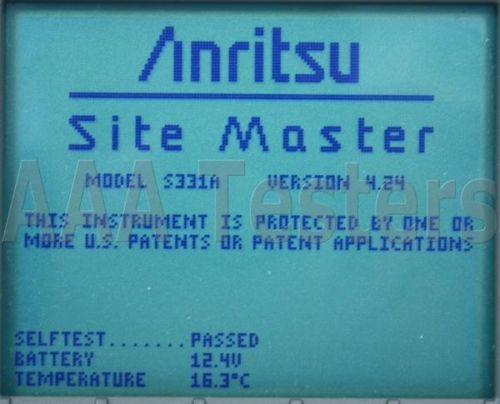 Anritsu
Site Master
MODEL S331A VERSION 4.24
THIS INSTRUMENT IS PROTECTED BY ONE OR
MORE U.S. PATENTS OR PATENT APPLICATIONS
AAA Testers
SELFTEST.......PASSED
BATTERY 12.4V
TEMPERATURE 16.3°C